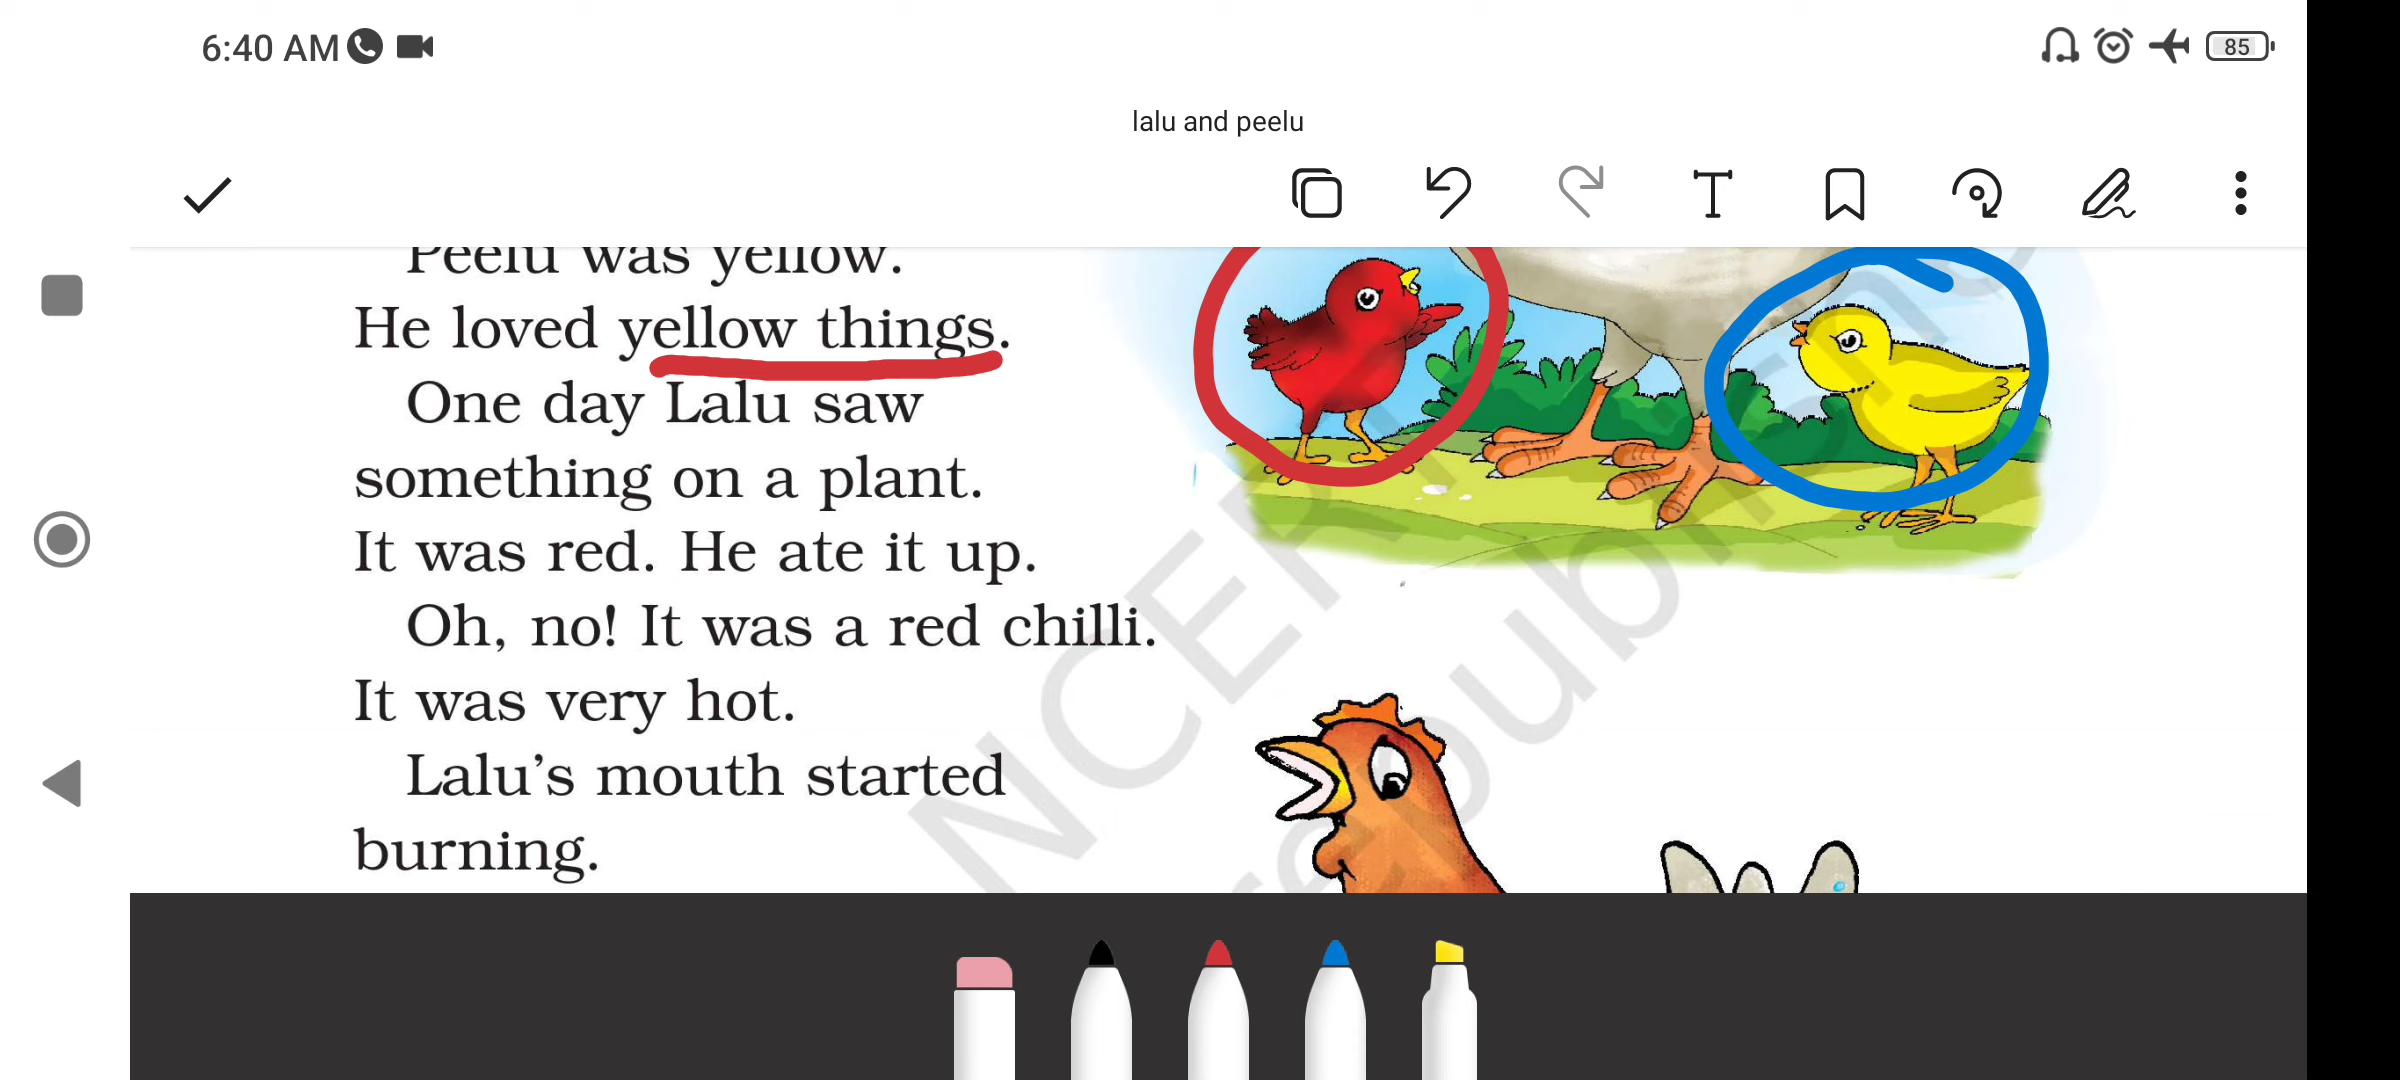 6:40 AM
85
lalu and peelu
Peelu was yellow.
He loved yellow things.
One day Lalu saw
something on a plant.
It was red. He ate it up.
Oh, no! It was a red chilli.
It was very hot.
Lalu's mouth started
burning.
NCERT
republish